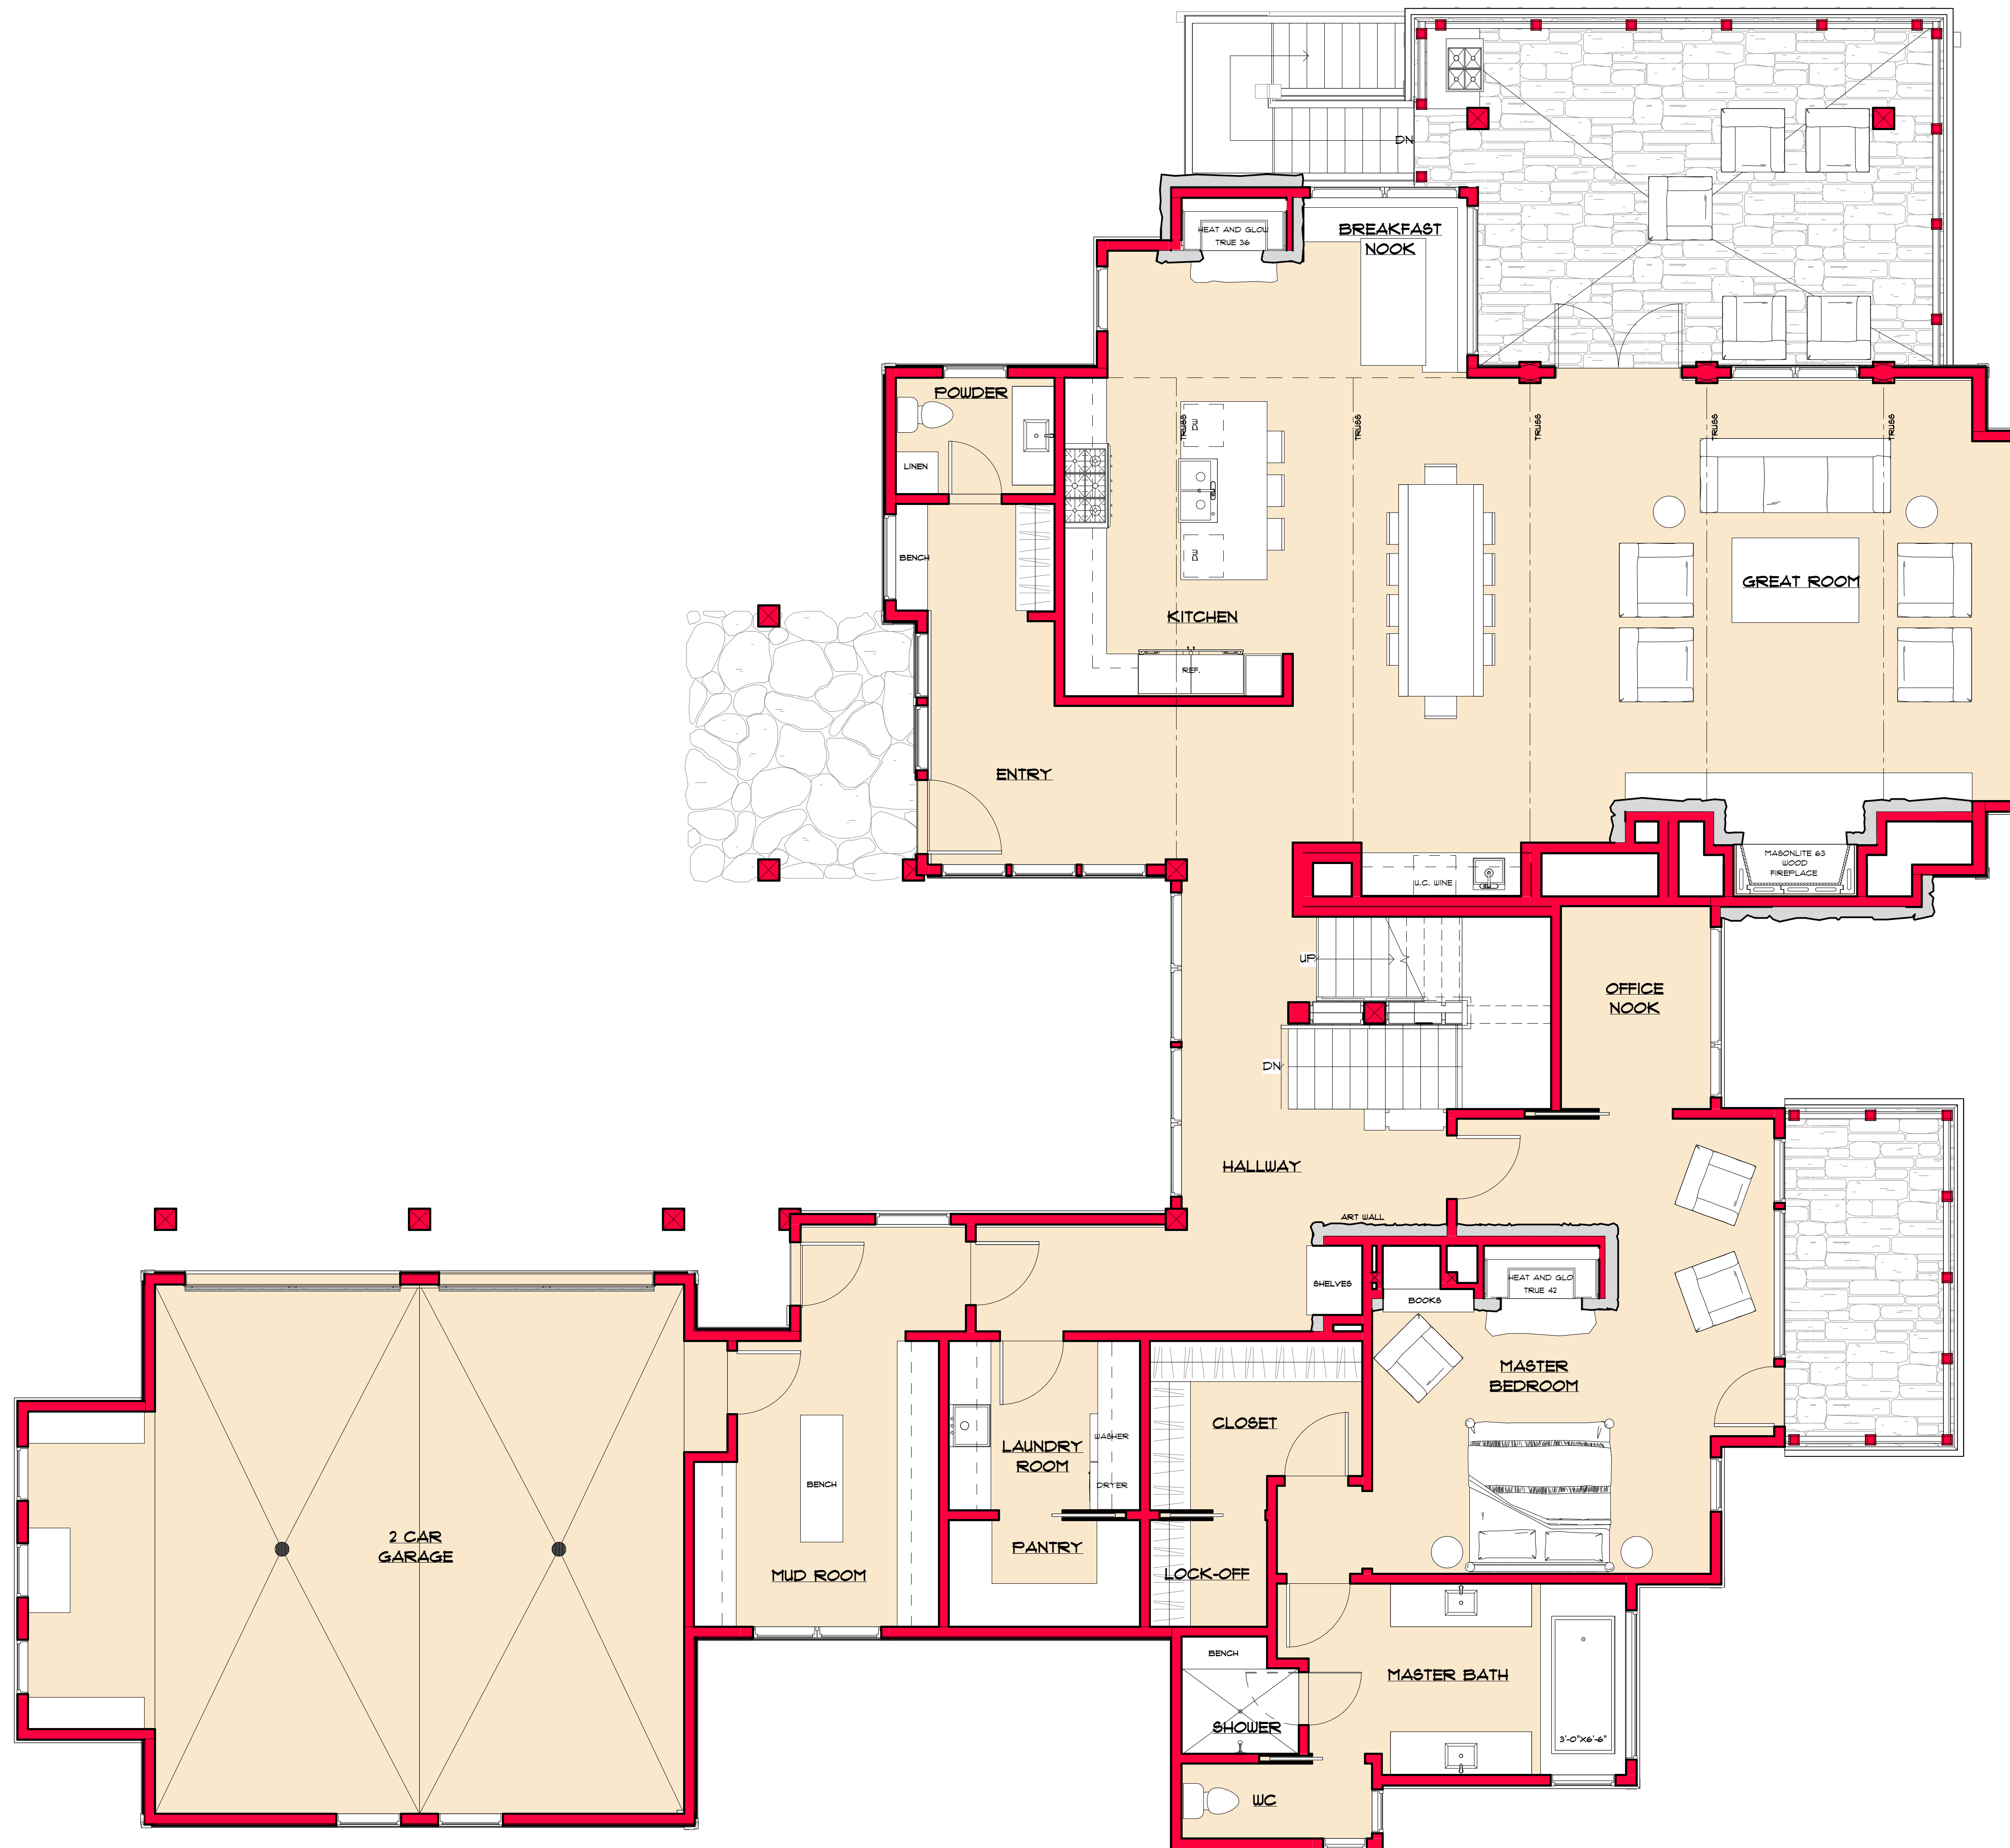 DN
HEAT AND GLOW
TRUE 36
BREAKFAST
NOOK
POWDER
LINEN
TRUSS
TRUSS
TRUSS
TRUSS
TRUSS
DW
DW
BENCH
KITCHEN
REF.
GREAT ROOM
ENTRY
U.C. WINE
MASONLITE 63
WOOD
FIREPLACE
UP
DN
OFFICE
NOOK
HALLWAY
ART WALL
SHELVES
BOOKS
HEAT AND GLO
TRUE 42
MASTER
BEDROOM
CLOSET
LAUNDRY
ROOM
WASHER
DRYER
BENCH
2 CAR
GARAGE
MUD ROOM
PANTRY
LOCK-OFF
BENCH
SHOWER
MASTER BATH
3'-0"X6'-6"
WC